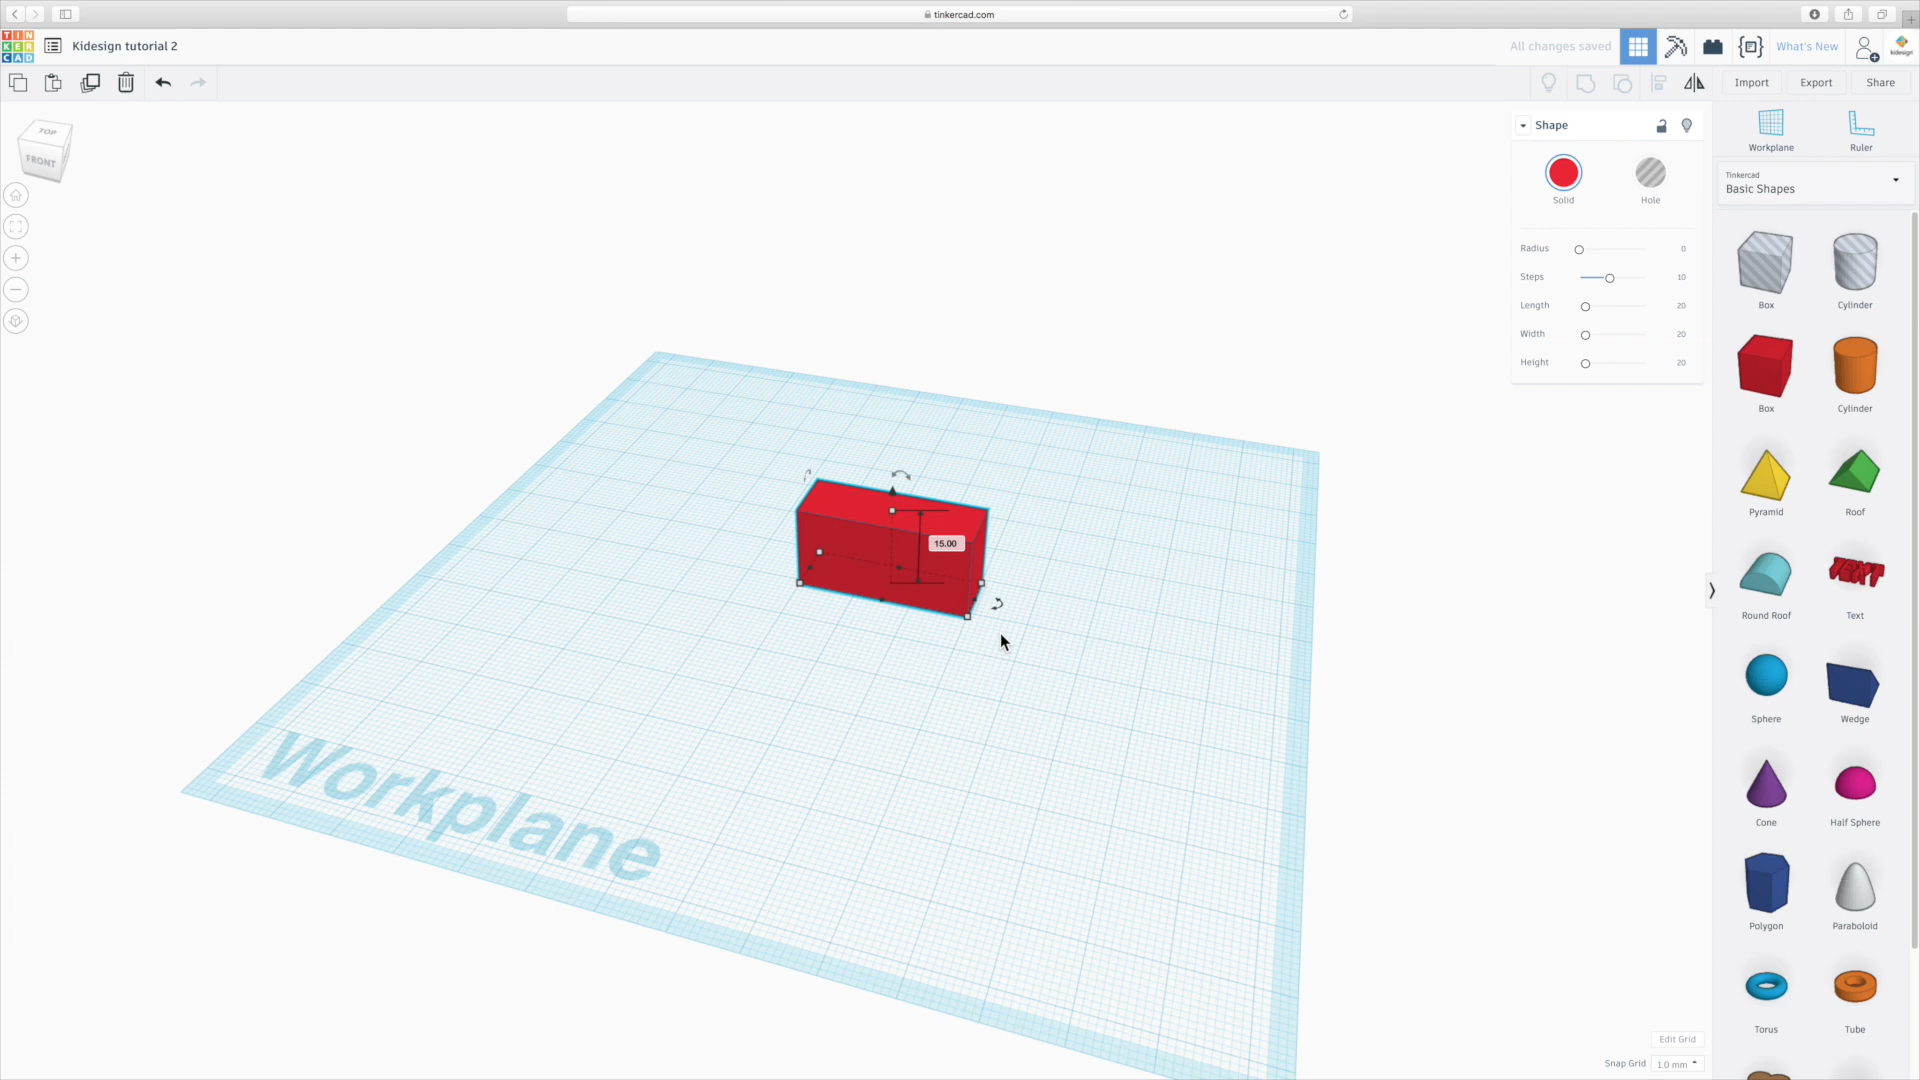 tinkercad.com
TIN
KER
CAD
Kidesign tutorial 2
All changes saved
What's New
kidesign
Import
Export
Share
TOP
FRONT
Shape
Solid
Hole
Radius 0
Steps 10
Length 20
Width 20
Height 20
Workplane
Ruler
Tinkercad
Basic Shapes
Box
Cylinder
Box
Cylinder
Pyramid
Roof
Round Roof
TEXT
Text
Sphere
Wedge
Cone
Half Sphere
Polygon
Paraboloid
Torus
Tube
15.00
Workplane
Edit Grid
Snap Grid 1.0 mm